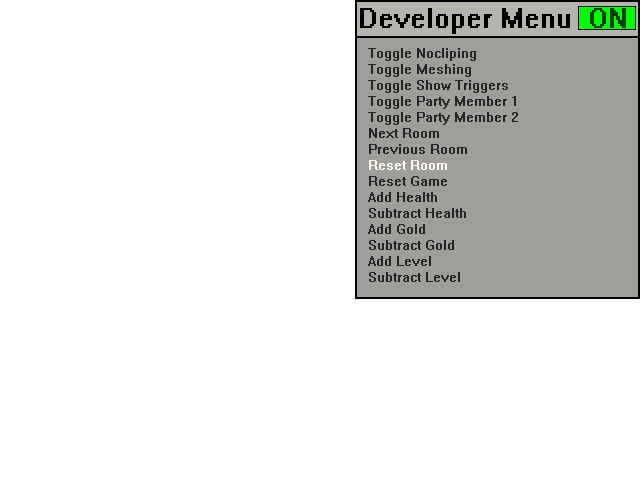 Developer Menu ON
Toggle Nocliping
Toggle Meshing
Toggle Show Triggers
Toggle Party Member 1
Toggle Party Member 2
Next Room
Previous Room
Reset Room
Reset Game
Add Health
Subtract Health
Add Gold
Subtract Gold
Add Level
Subtract Level